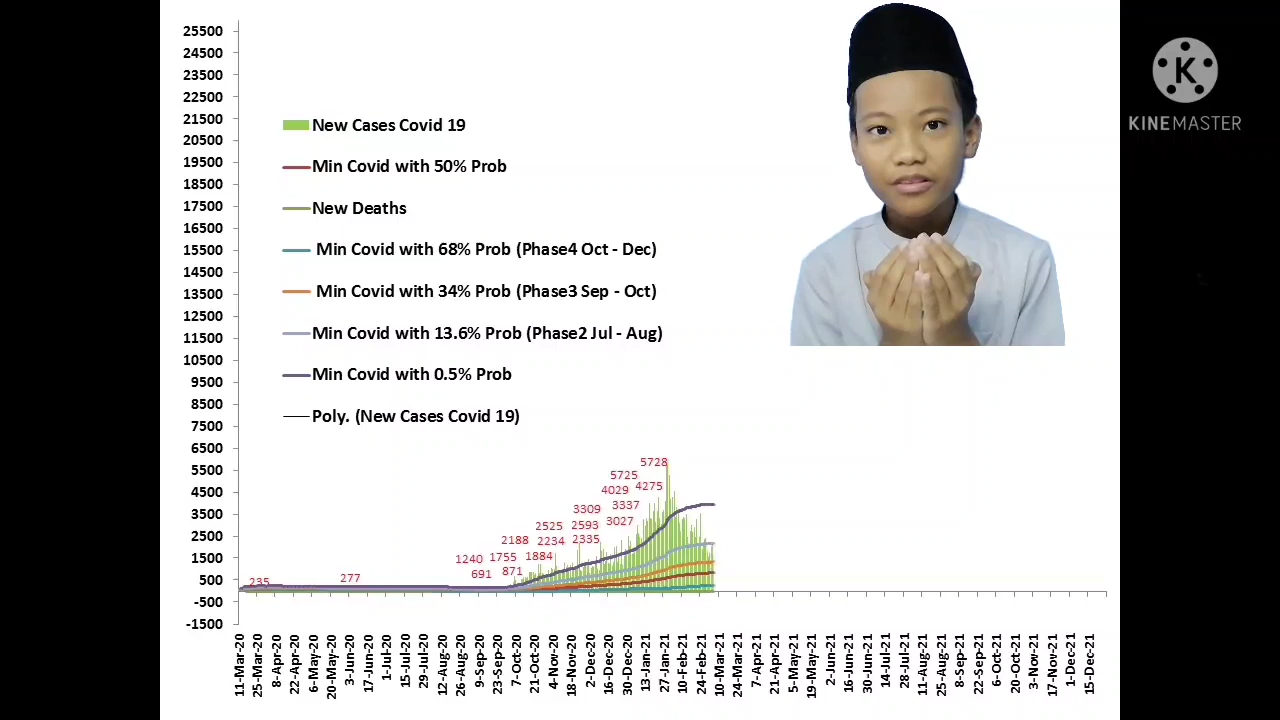 25500
24500
23500
22500
21500
20500
19500
18500
17500
16500
15500
14500
13500
12500
11500
10500
9500
8500
7500
6500
5500
4500
3500
2500
1500
500
-500
-1500
New Cases Covid 19
Min Covid with 50% Prob
New Deaths
Min Covid with 68% Prob (Phase4 Oct - Dec)
Min Covid with 34% Prob (Phase3 Sep - Oct)
Min Covid with 13.6% Prob (Phase2 Jul - Aug)
Min Covid with 0.5% Prob
Poly. (New Cases Covid 19)
K
KINEMASTER
5728
5725
4029 4275
3309 3337
2525 2593 3027
2188 2234 2335
1240 1755 1884
691 871
235 277
11-Mar-20
25-Mar-20
8-Apr-20
22-Apr-20
6-May-20
20-May-20
3-Jun-20
17-Jun-20
1-Jul-20
15-Jul-20
29-Jul-20
12-Aug-20
26-Aug-20
9-Sep-20
23-Sep-20
7-Oct-20
21-Oct-20
4-Nov-20
18-Nov-20
2-Dec-20
16-Dec-20
30-Dec-20
13-Jan-21
27-Jan-21
10-Feb-21
24-Feb-21
10-Mar-21
24-Mar-21
7-Apr-21
21-Apr-21
5-May-21
19-May-21
2-Jun-21
16-Jun-21
30-Jun-21
14-Jul-21
28-Jul-21
11-Aug-21
25-Aug-21
8-Sep-21
22-Sep-21
6-Oct-21
20-Oct-21
3-Nov-21
17-Nov-21
1-Dec-21
15-Dec-21